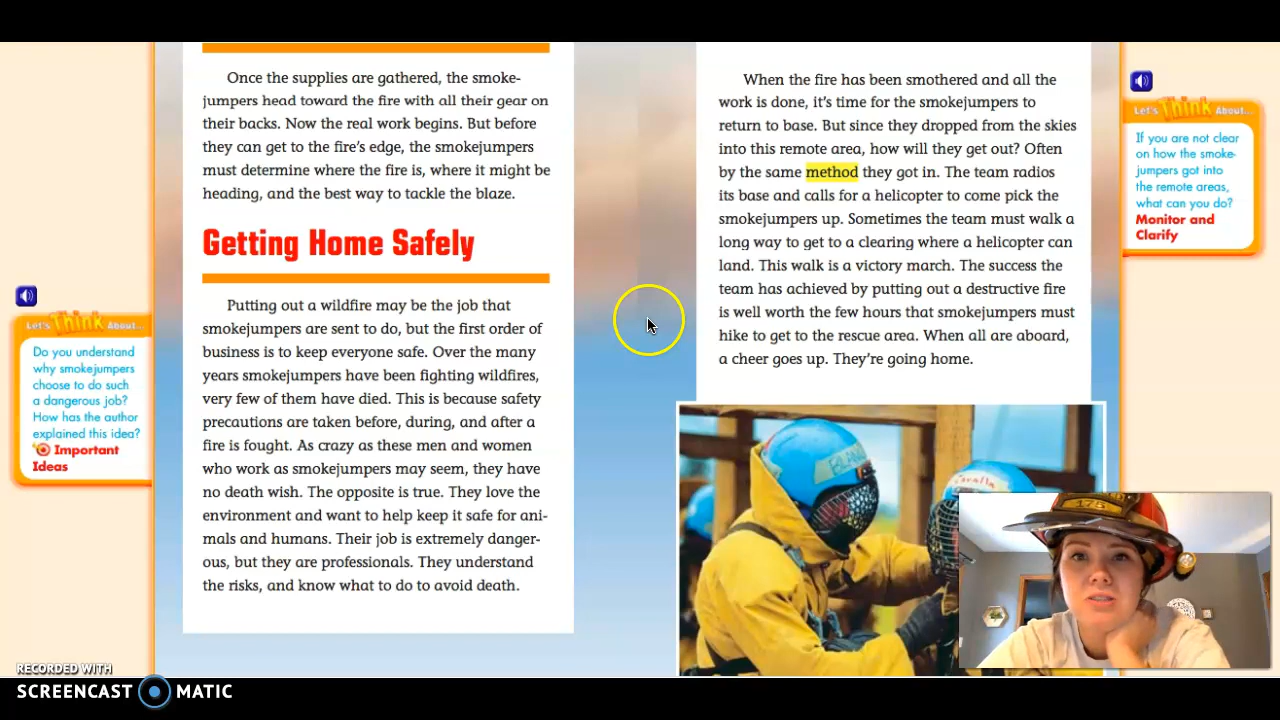 Once the supplies are gathered, the smoke-
jumpers head toward the fire with all their gear on
their backs. Now the real work begins. But before
they can get to the fire's edge, the smokejumpers
must determine where the fire is, where it might be
heading, and the best way to tackle the blaze.
Getting Home Safely
Putting out a wildfire may be the job that
smokejumpers are sent to do, but the first order of
business is to keep everyone safe. Over the many
years smokejumpers have been fighting wildfires,
very few of them have died. This is because safety
precautions are taken before, during, and after a
fire is fought. As crazy as these men and women
who work as smokejumpers may seem, they have
no death wish. The opposite is true. They love the
environment and want to help keep it safe for ani-
mals and humans. Their job is extremely danger-
ous, but they are professionals. They understand
the risks, and know what to do to avoid death.
Let's Think About...
Do you understand
why smokejumpers
choose to do such
a dangerous job?
How has the author
explained this idea?
Important
Ideas
When the fire has been smothered and all the
work is done, it's time for the smokejumpers to
return to base. But since they dropped from the skies
into this remote area, how will they get out? Often
by the same method they got in. The team radios
its base and calls for a helicopter to come pick the
smokejumpers up. Sometimes the team must walk a
long way to get to a clearing where a helicopter can
land. This walk is a victory march. The success the
team has achieved by putting out a destructive fire
is well worth the few hours that smokejumpers must
hike to get to the rescue area. When all are aboard,
a cheer goes up. They're going home.
Let's Think About...
If you are not clear
on how the smoke-
jumpers got into
the remote areas,
what can you do?
Monitor and
Clarify
175
RECORDED WITH
SCREENCAST MATIC